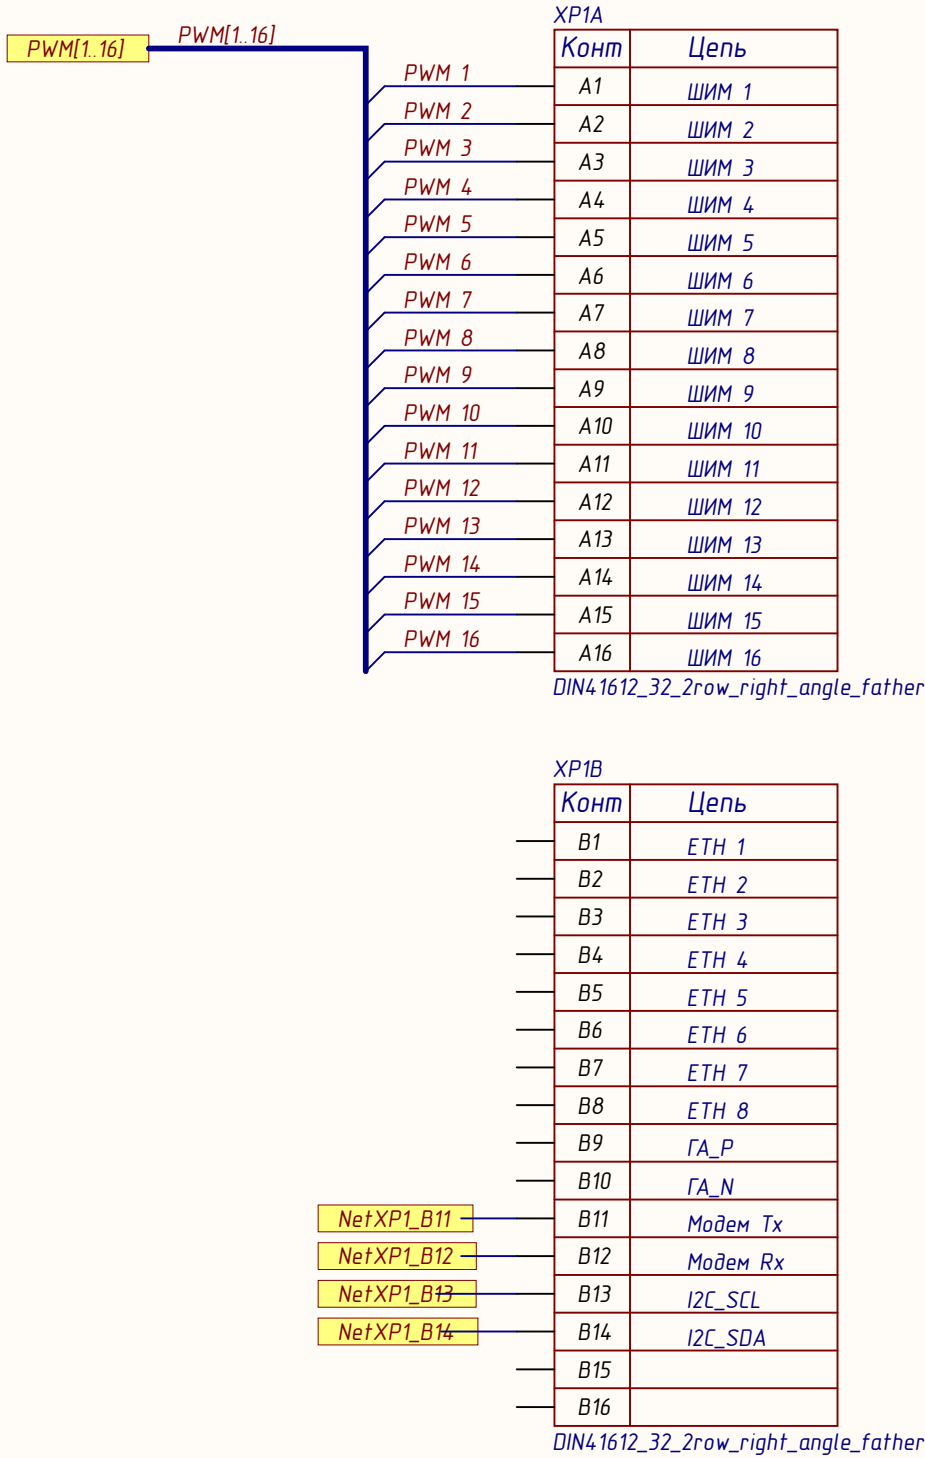 XP1A
PWM[1..16] PWM[1..16] Конт Цепь
PWM 1 A1 ШИМ 1
PWM 2 A2 ШИМ 2
PWM 3 A3 ШИМ 3
PWM 4 A4 ШИМ 4
PWM 5 A5 ШИМ 5
PWM 6 A6 ШИМ 6
PWM 7 A7 ШИМ 7
PWM 8 A8 ШИМ 8
PWM 9 A9 ШИМ 9
PWM 10 A10 ШИМ 10
PWM 11 A11 ШИМ 11
PWM 12 A12 ШИМ 12
PWM 13 A13 ШИМ 13
PWM 14 A14 ШИМ 14
PWM 15 A15 ШИМ 15
PWM 16 A16 ШИМ 16
DIN41612_32_2row_right_angle_father
XP1B
Конт Цепь
B1 ETH 1
B2 ETH 2
B3 ETH 3
B4 ETH 4
B5 ETH 5
B6 ETH 6
B7 ETH 7
B8 ETH 8
B9 ГА_P
B10 ГА_N
NetXP1_B11 B11 Модем Tx
NetXP1_B12 B12 Модем Rx
NetXP1_B13 B13 I2C_SCL
NetXP1_B14 B14 I2C_SDA
B15
B16
DIN41612_32_2row_right_angle_father